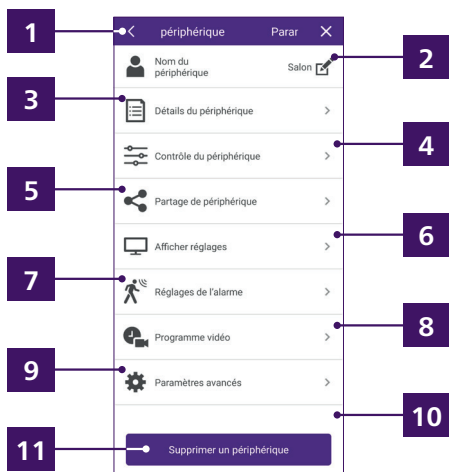 1
périphérique Parar
2
Nom du
périphérique
Salon
3
Détails du périphérique
4
Contrôle du périphérique
5
Partage de périphérique
6
Afficher réglages
7
Réglages de l'alarme
8
Programme vidéo
9
Paramètres avancés
10
11
Supprimer un périphérique